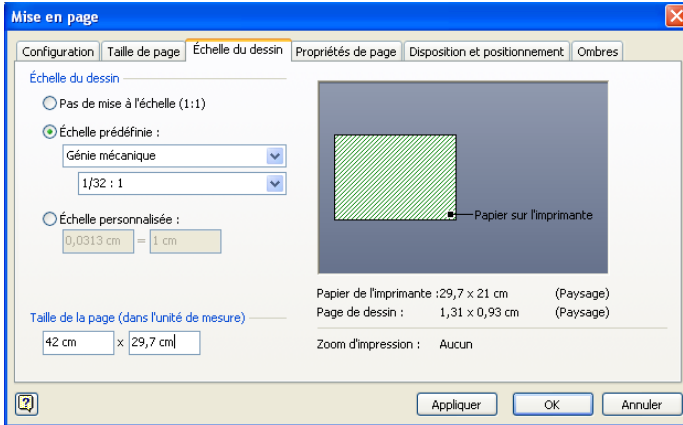 Mise en page
Configuration Taille de page Échelle du dessin Propriétés de page Disposition et positionnement Ombres
Échelle du dessin
Pas de mise à l'échelle (1:1)
Échelle prédéfinie :
Génie mécanique
1/32 : 1
Échelle personnalisée :
0,0313 cm = 1 cm
Papier sur l'imprimante
Papier de l'imprimante :29,7 x 21 cm (Paysage)
Page de dessin : 1,31 x 0,93 cm (Paysage)
Taille de la page (dans l'unité de mesure)
42 cm x 29,7 cm
Zoom d'impression : Aucun
?
Appliquer OK Annuler